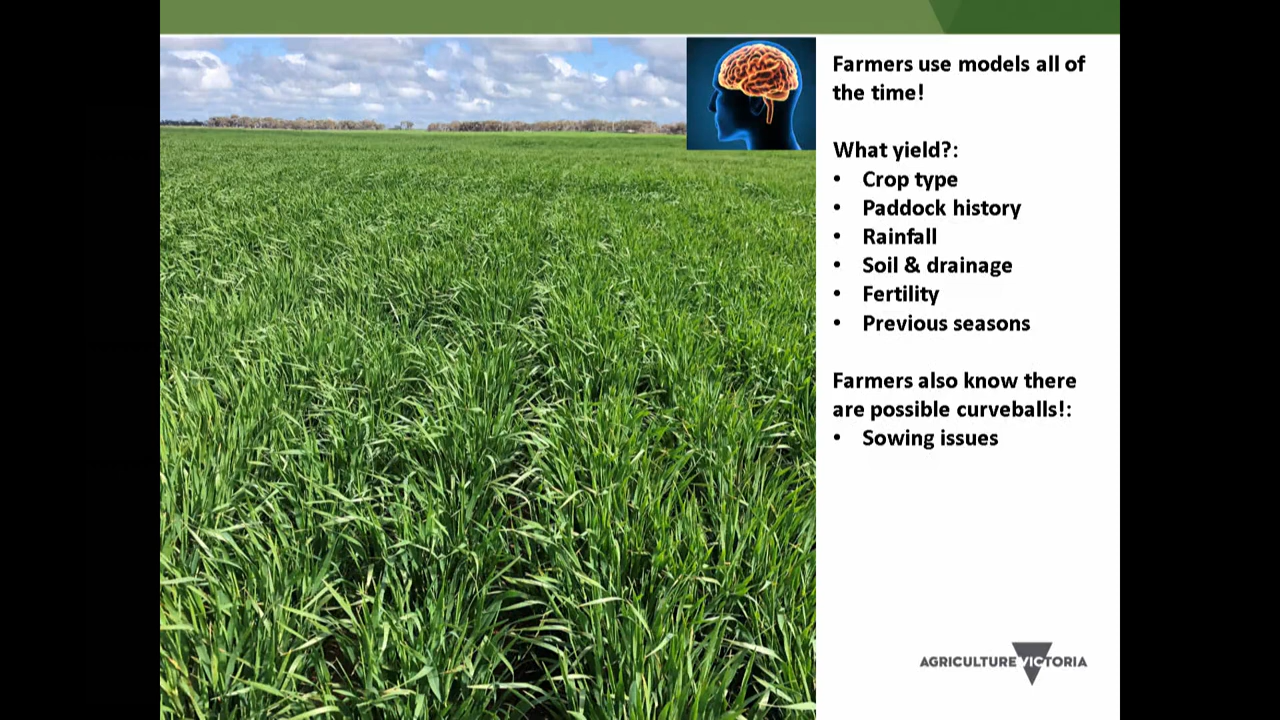 Farmers use models all of
the time!
What yield?:
• Crop type
• Paddock history
• Rainfall
• Soil & drainage
• Fertility
• Previous seasons
Farmers also know there
are possible curveballs!:
• Sowing issues
AGRICULTURE VICTORIA